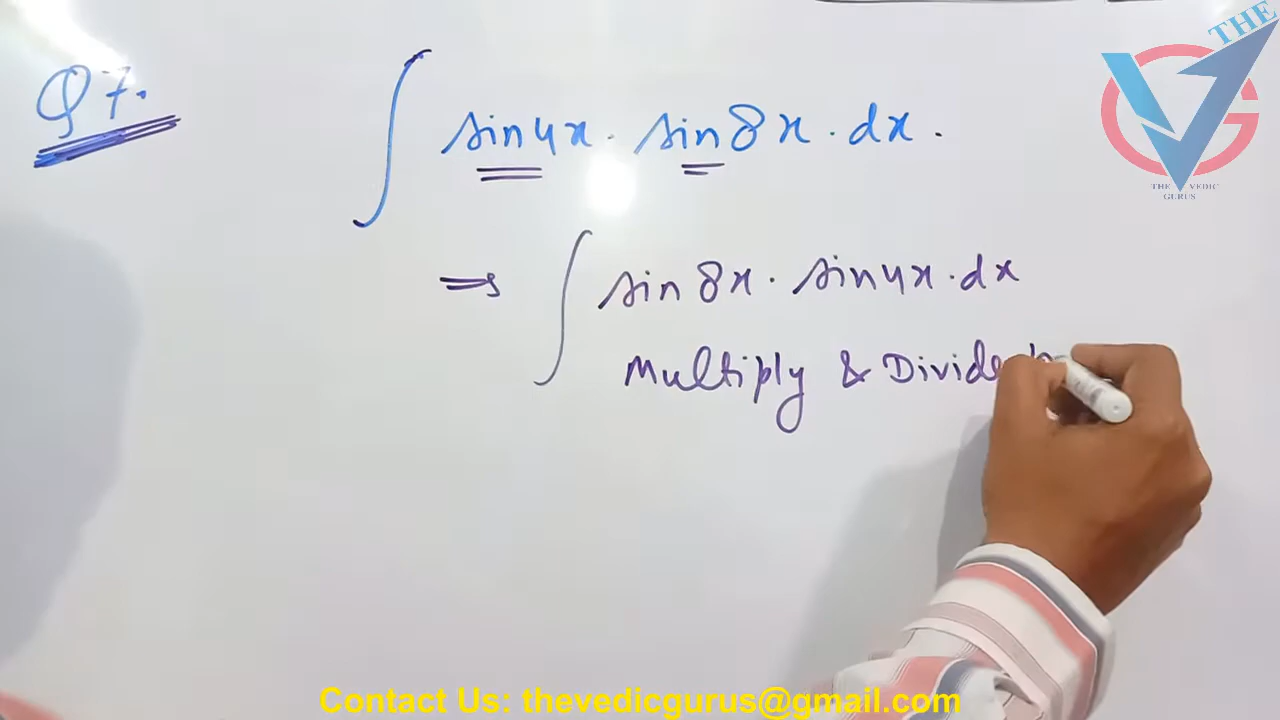 THE
Q7.
∫ sin4x · sin8x · dx .
THE VEDIC
GURUS
⇒ ∫ sin8x · sin4x · dx
Multiply & Divide
Contact Us: thevedicgurus@gmail.com